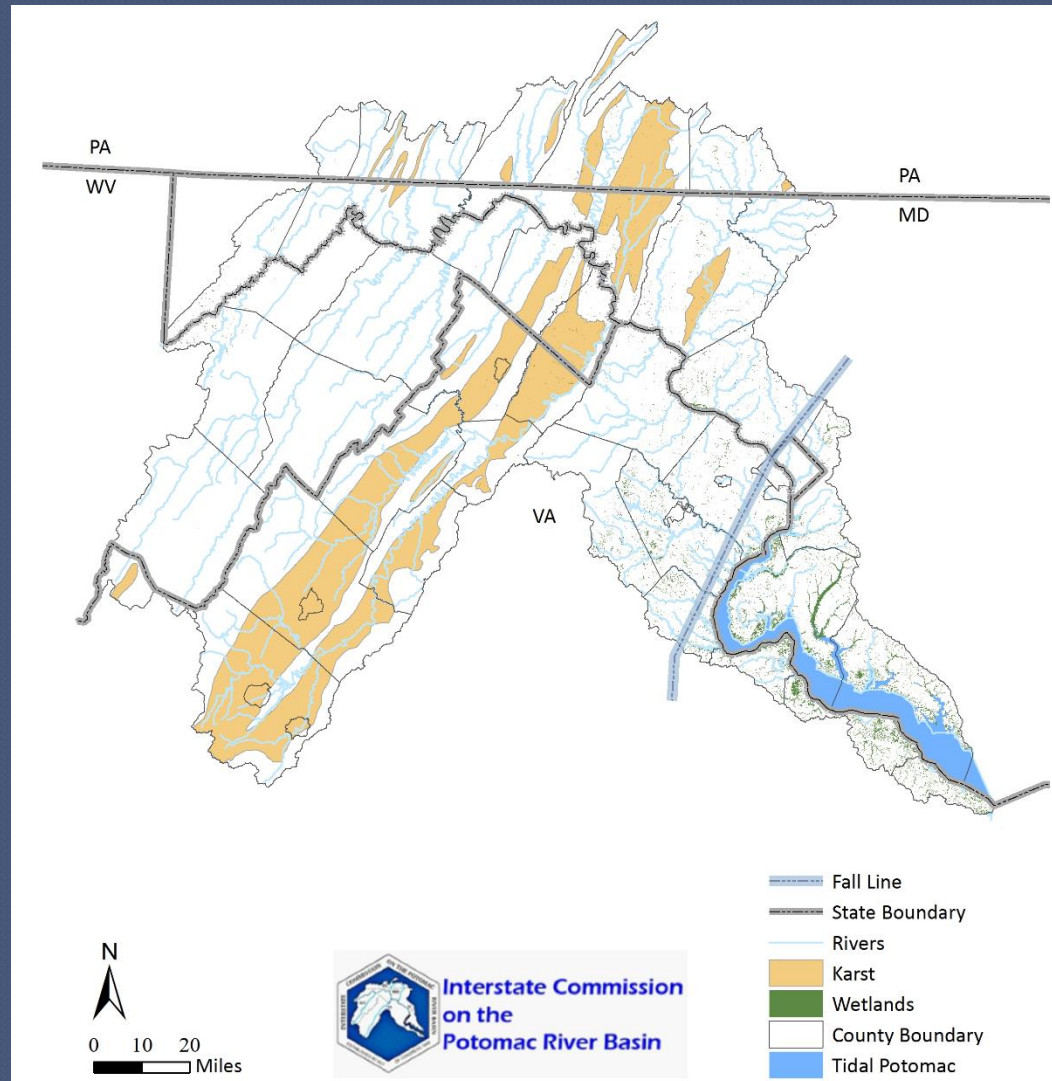 PA
WV
PA
MD
VA
Fall Line
State Boundary
Rivers
Karst
Wetlands
County Boundary
Tidal Potomac
N
0 10 20
Miles
Interstate Commission
on the
Potomac River Basin